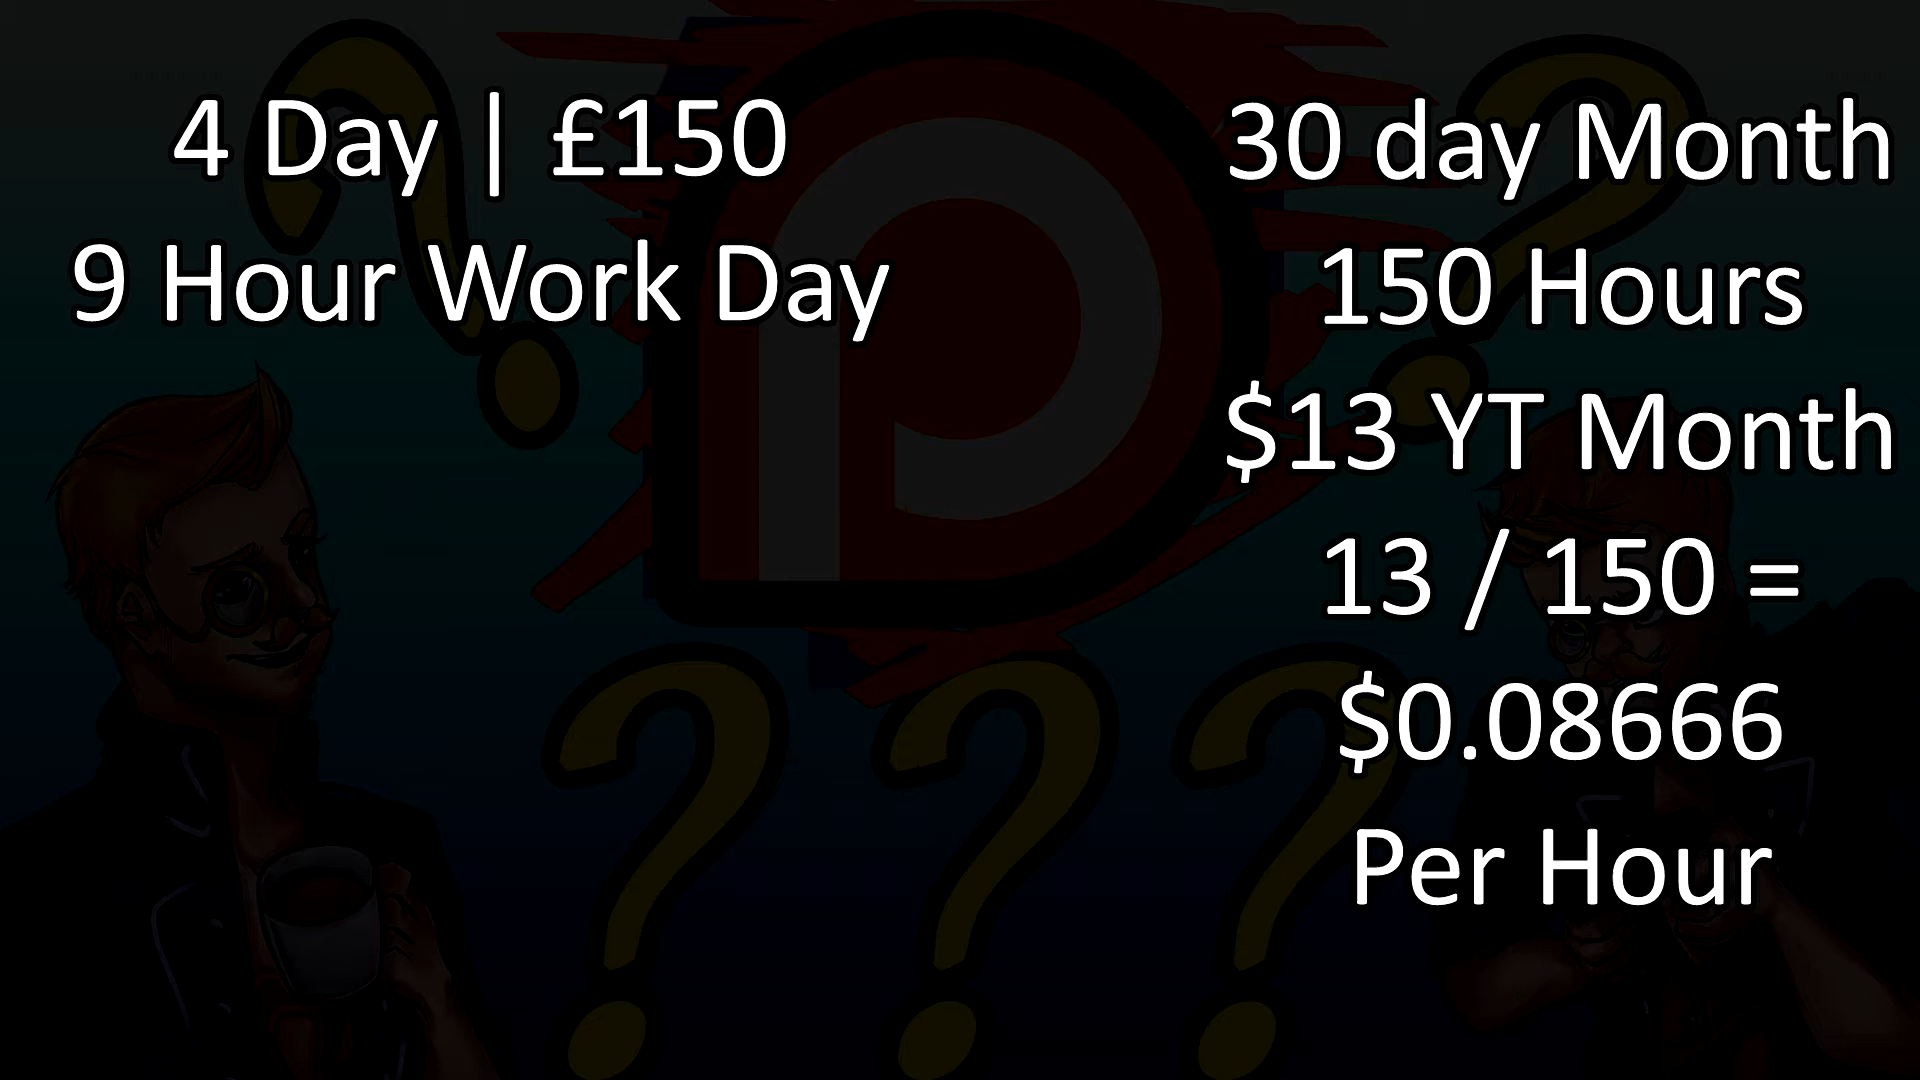 4 Day | £150
9 Hour Work Day
30 day Month
150 Hours
$13 YT Month
13 / 150 =
$0.08666
Per Hour